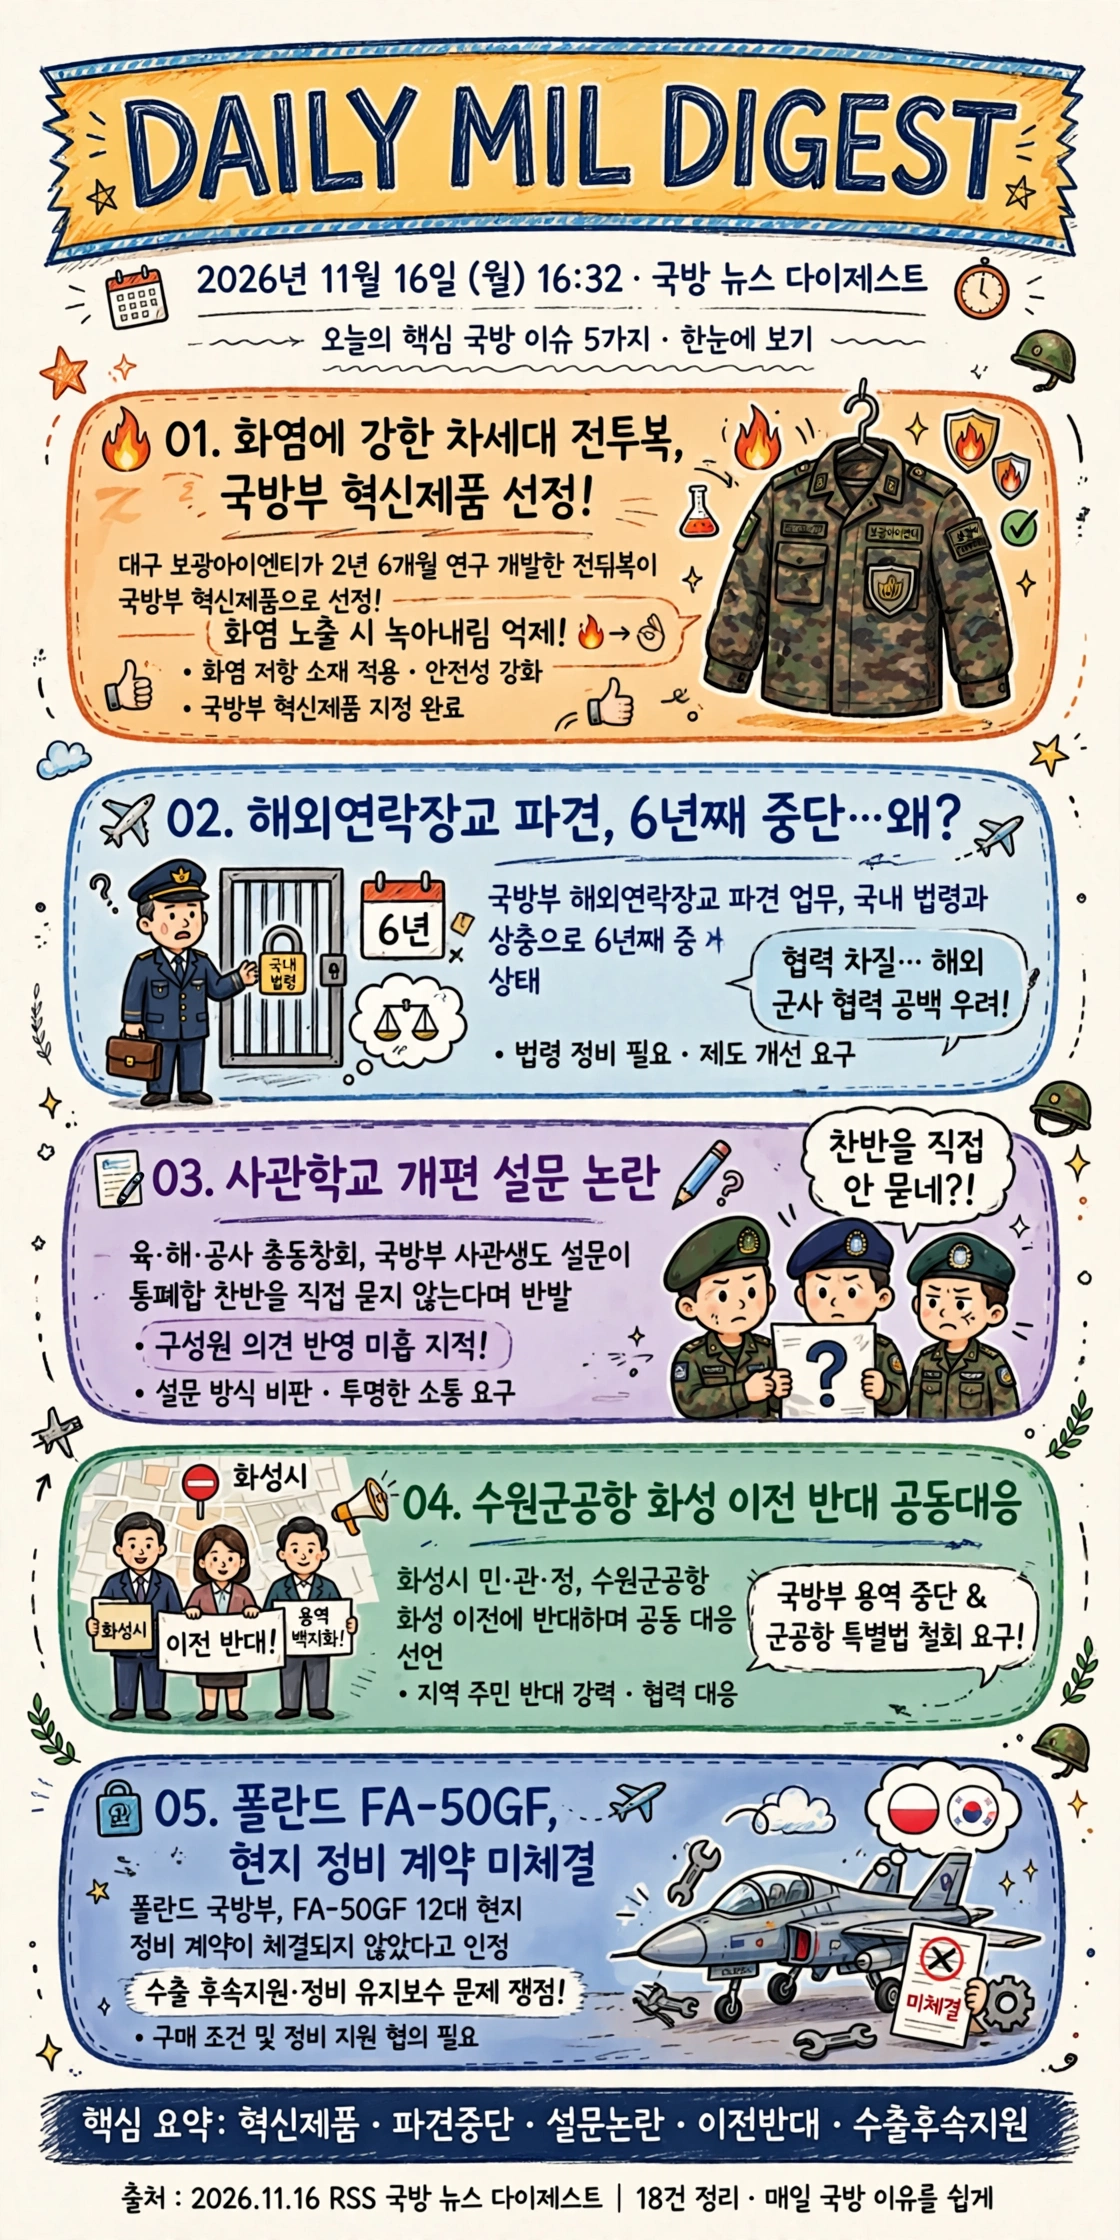 DAILY MIL DIGEST
2026년 11월 16일 (월) 16:32 · 국방 뉴스 다이제스트
오늘의 핵심 국방 이슈 5가지 · 한눈에 보기
01. 화염에 강한 차세대 전투복,
국방부 혁신제품 선정!
대구 보광아이엔티가 2년 6개월 연구 개발한 전뒤복이
국방부 혁신제품으로 선정!
화염 노출 시 녹아내림 억제! →
• 화염 저항 소재 적용 · 안전성 강화
• 국방부 혁신제품 지정 완료
보광아이엔티
02. 해외연락장교 파견, 6년째 중단…왜?
국내
법령
6년
국방부 해외연락장교 파견 업무, 국내 법령과
상충으로 6년째 중
상태
협력 차질… 해외
군사 협력 공백 우려!
• 법령 정비 필요 · 제도 개선 요구
03. 사관학교 개편 설문 논란
찬반을 직접
안 묻네?!
육·해·공사 총동창회, 국방부 사관생도 설문이
통폐합 찬반을 직접 묻지 않는다며 반발
• 구성원 의견 반영 미흡 지적!
• 설문 방식 비판 · 투명한 소통 요구
?
화성시
04. 수원군공항 화성 이전 반대 공동대응
화성시
이전 반대!
용역
백지화!
화성시 민·관·정, 수원군공항
화성 이전에 반대하며 공동 대응
선언
• 지역 주민 반대 강력 · 협력 대응
국방부 용역 중단 &
군공항 특별법 철회 요구!
05. 폴란드 FA-50GF,
현지 정비 계약 미체결
폴란드 국방부, FA-50GF 12대 현지
정비 계약이 체결되지 않았다고 인정
수출 후속지원·정비 유지보수 문제 쟁점!
• 구매 조건 및 정비 지원 협의 필요
미체결
핵심 요약: 혁신제품 · 파견중단 · 설문논란 · 이전반대 · 수출후속지원
출처 : 2026.11.16 RSS 국방 뉴스 다이제스트 | 18건 정리 · 매일 국방 이유를 쉽게